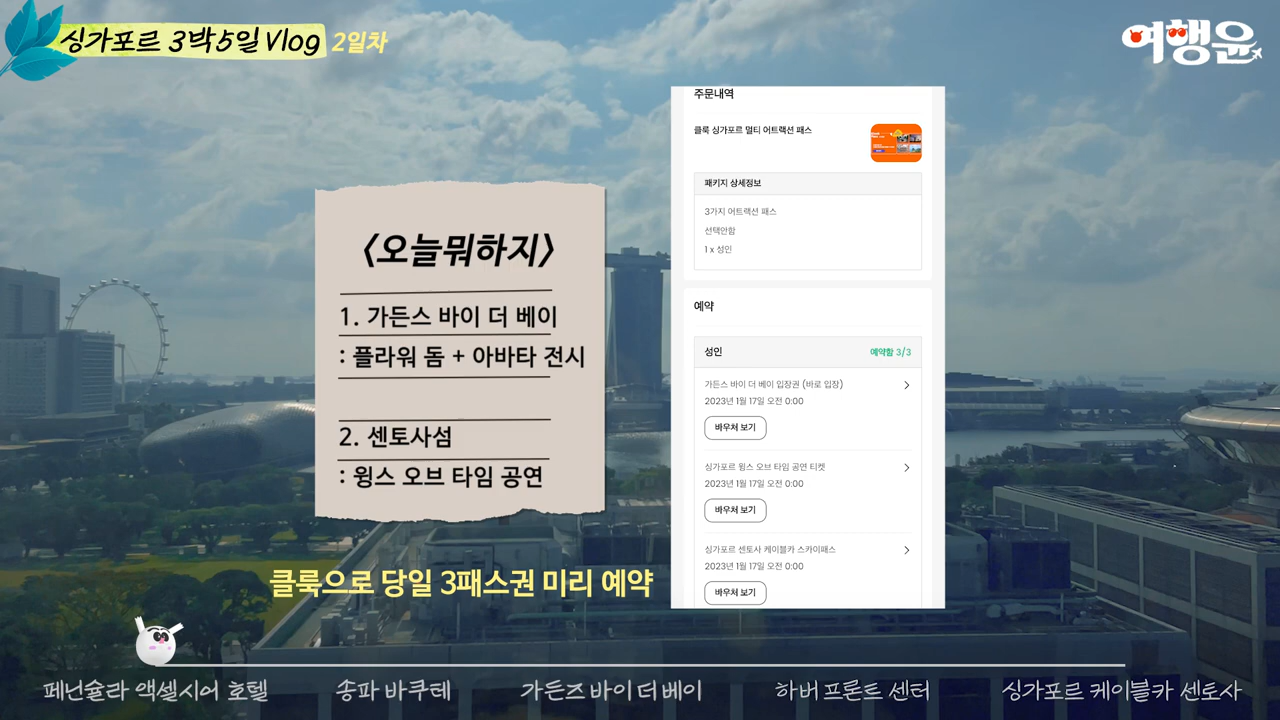 싱가포르 3박5일 Vlog 2일차
여행윤
<오늘뭐하지>
1. 가든스 바이 더 베이
: 플라워 돔 + 아바타 전시
2. 센토사섬
: 윙스 오브 타임 공연
클룩으로 당일 3패스권 미리 예약
주문내역
클룩 싱가포르 멀티 어트랙션 패스
패키지 상세정보
3가지 어트랙션 패스
선택안함
1 x 성인
예약
성인 예약함 3/3
가든스 바이 더 베이 입장권 (바로 입장)
2023년 1월 17일 오전 0:00
바우처 보기
싱가포르 윙스 오브 타임 공연 티켓
2023년 1월 17일 오전 0:00
바우처 보기
싱가포르 센토사 케이블카 스카이패스
2023년 1월 17일 오전 0:00
바우처 보기
페닌슐라 액셀시어 호텔 송파 바쿠테 가든즈 바이 더 베이 하버 프론트 센터 싱가포르 케이블카 센토사